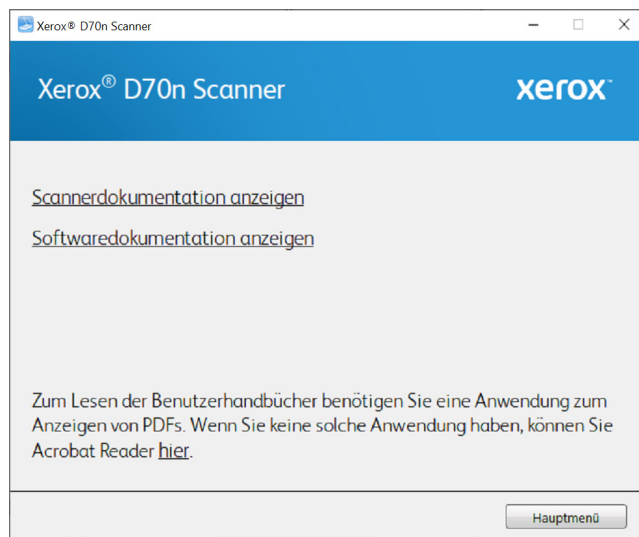 Xerox® D70n Scanner
Xerox® D70n Scanner
xerox™
Scannerdokumentation anzeigen
Softwaredokumentation anzeigen
Zum Lesen der Benutzerhandbücher benötigen Sie eine Anwendung zum
Anzeigen von PDFs. Wenn Sie keine solche Anwendung haben, können Sie
Acrobat Reader hier.
Hauptmenü